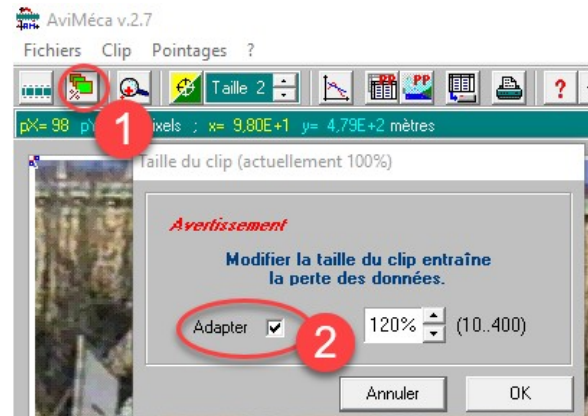 AviMéca v.2.7
Fichiers Clip Pointages ?
Taille 2
?
1
pX= 98 pY ixels ; x= 9,80E+1 y= 4,79E+2 mètres
Taille du clip (actuellement 100%)
Avertissement
Modifier la taille du clip entraîne
la perte des données.
Adapter 2 120% (10..400)
Annuler OK